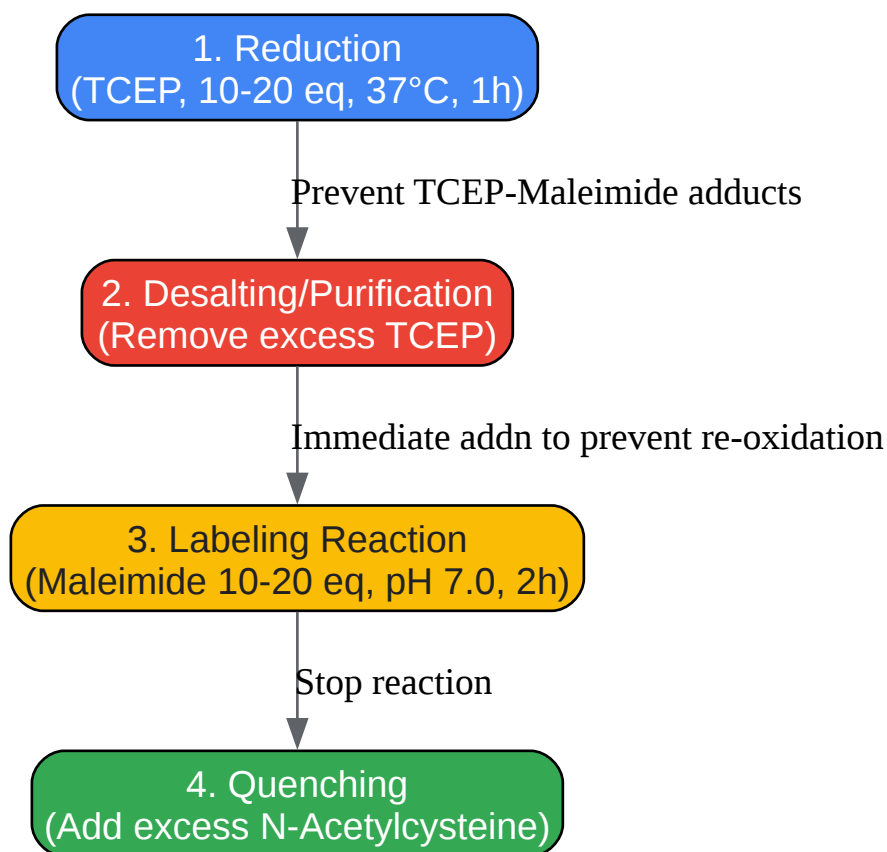 1. Reduction
(TCEP, 10-20 eq, 37°C, 1h)
Prevent TCEP-Maleimide adducts
2. Desalting/Purification
(Remove excess TCEP)
Immediate addn to prevent re-oxidation
3. Labeling Reaction
(Maleimide 10-20 eq, pH 7.0, 2h)
Stop reaction
4. Quenching
(Add excess N-Acetylcysteine)